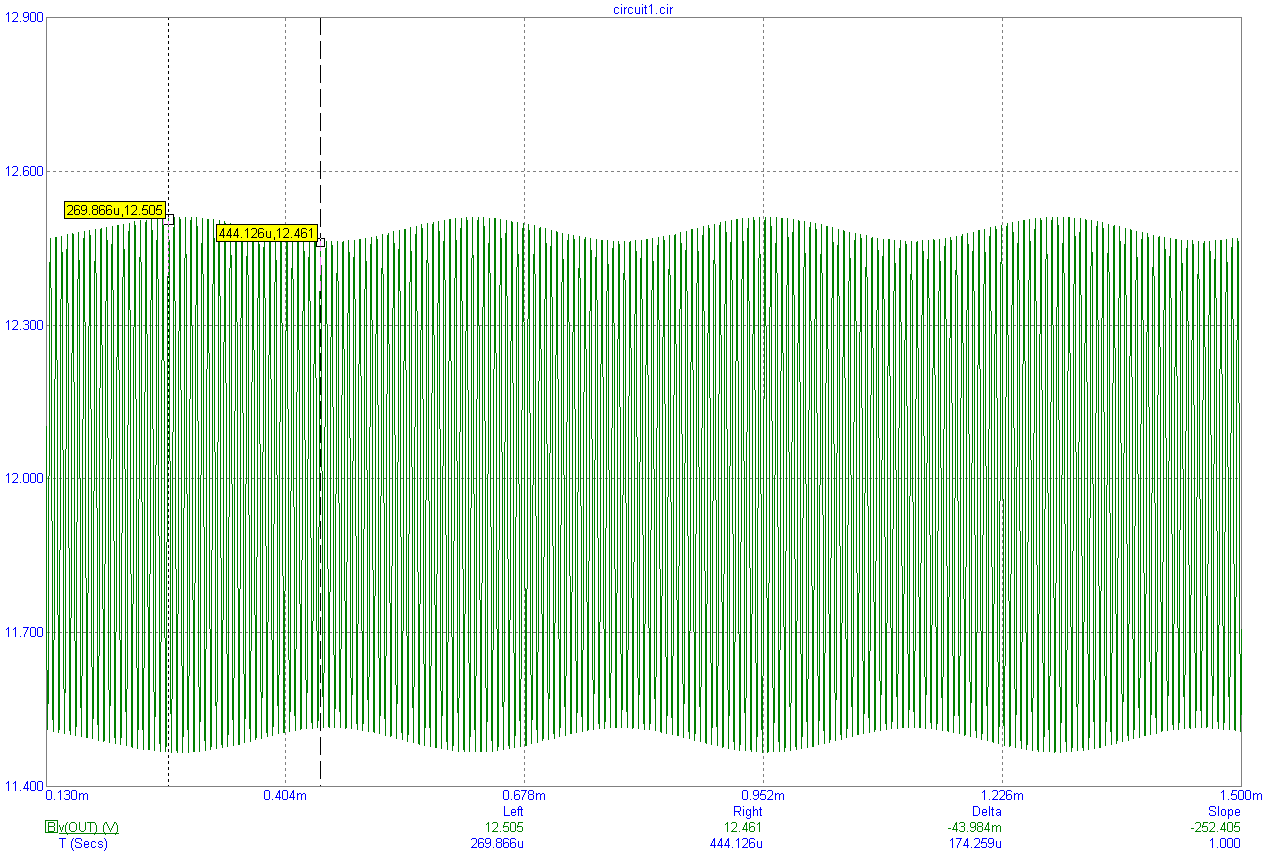 circuit1.cir
12.900
12.600
269.866u,12.505
444.126u,12.461
12.300
12.000
11.700
11.400
0.130m 0.404m 0.678m 0.952m 1.226m 1.500m
Left Right Delta Slope
B v(OUT) (V) 12.505 12.461 -43.984m -252.405
T (Secs) 269.866u 444.126u 174.259u 1.000